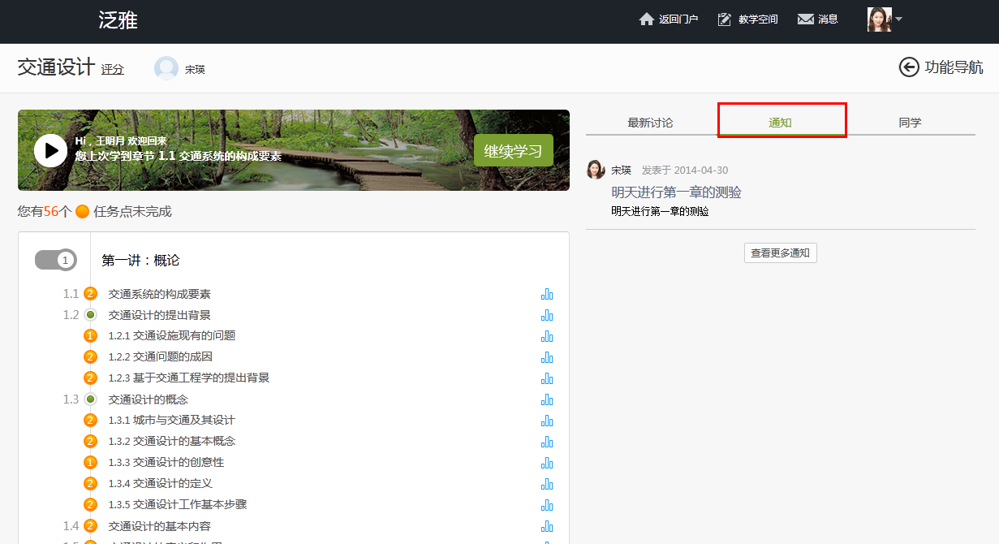 泛雅
返回门户
教学空间
消息
交通设计 评分
宋瑛
功能导航
Hi , 王明月 欢迎回来
您上次学到章节 1.1 交通系统的构成要素
继续学习
您有56个 任务点未完成
1 第一讲：概论
1.1 2 交通系统的构成要素
1.2 交通设计的提出背景
1 1.2.1 交通设施现有的问题
2 1.2.2 交通问题的成因
2 1.2.3 基于交通工程学的提出背景
1.3 交通设计的概念
2 1.3.1 城市与交通及其设计
2 1.3.2 交通设计的基本概念
1 1.3.3 交通设计的创意性
2 1.3.4 交通设计的定义
2 1.3.5 交通设计工作基本步骤
1.4 2 交通设计的基本内容
最新讨论
通知
同学
宋瑛 发表于 2014-04-30
明天进行第一章的测验
明天进行第一章的测验
查看更多通知